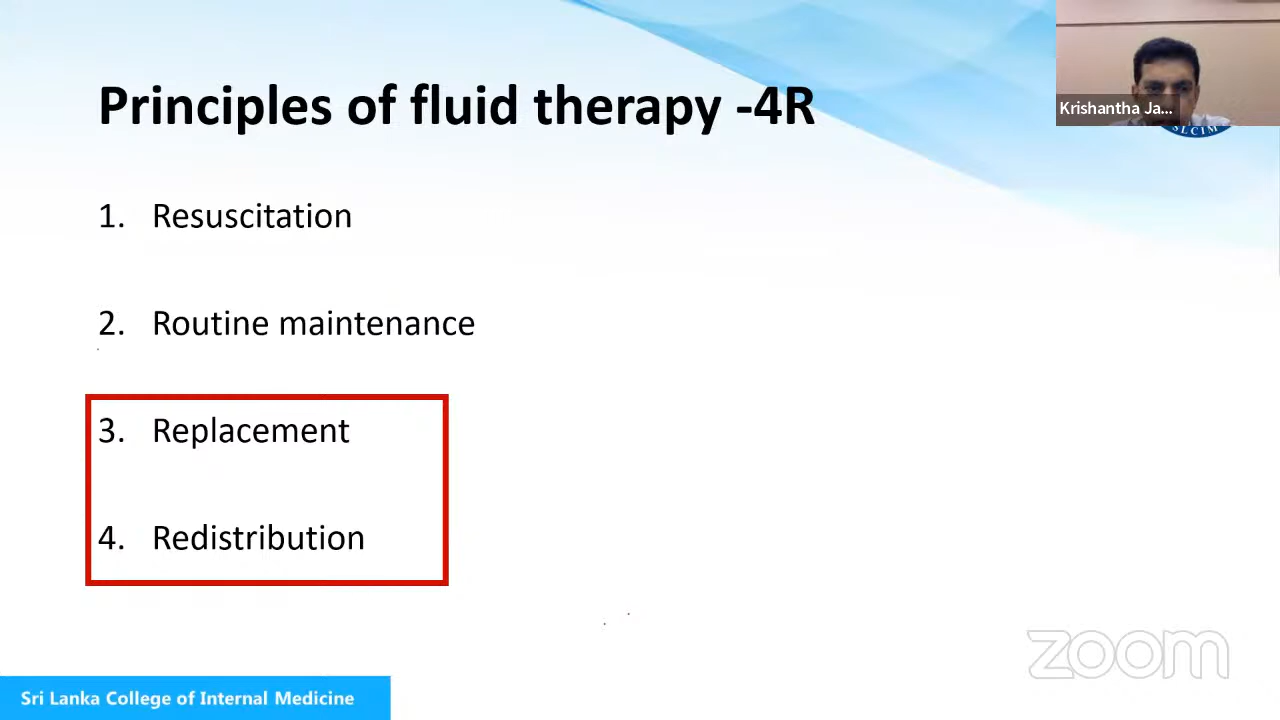 Principles of fluid therapy -4R
Krishantha Ja...
SLCIM
1. Resuscitation
2. Routine maintenance
3. Replacement
4. Redistribution
zoom
Sri Lanka College of Internal Medicine